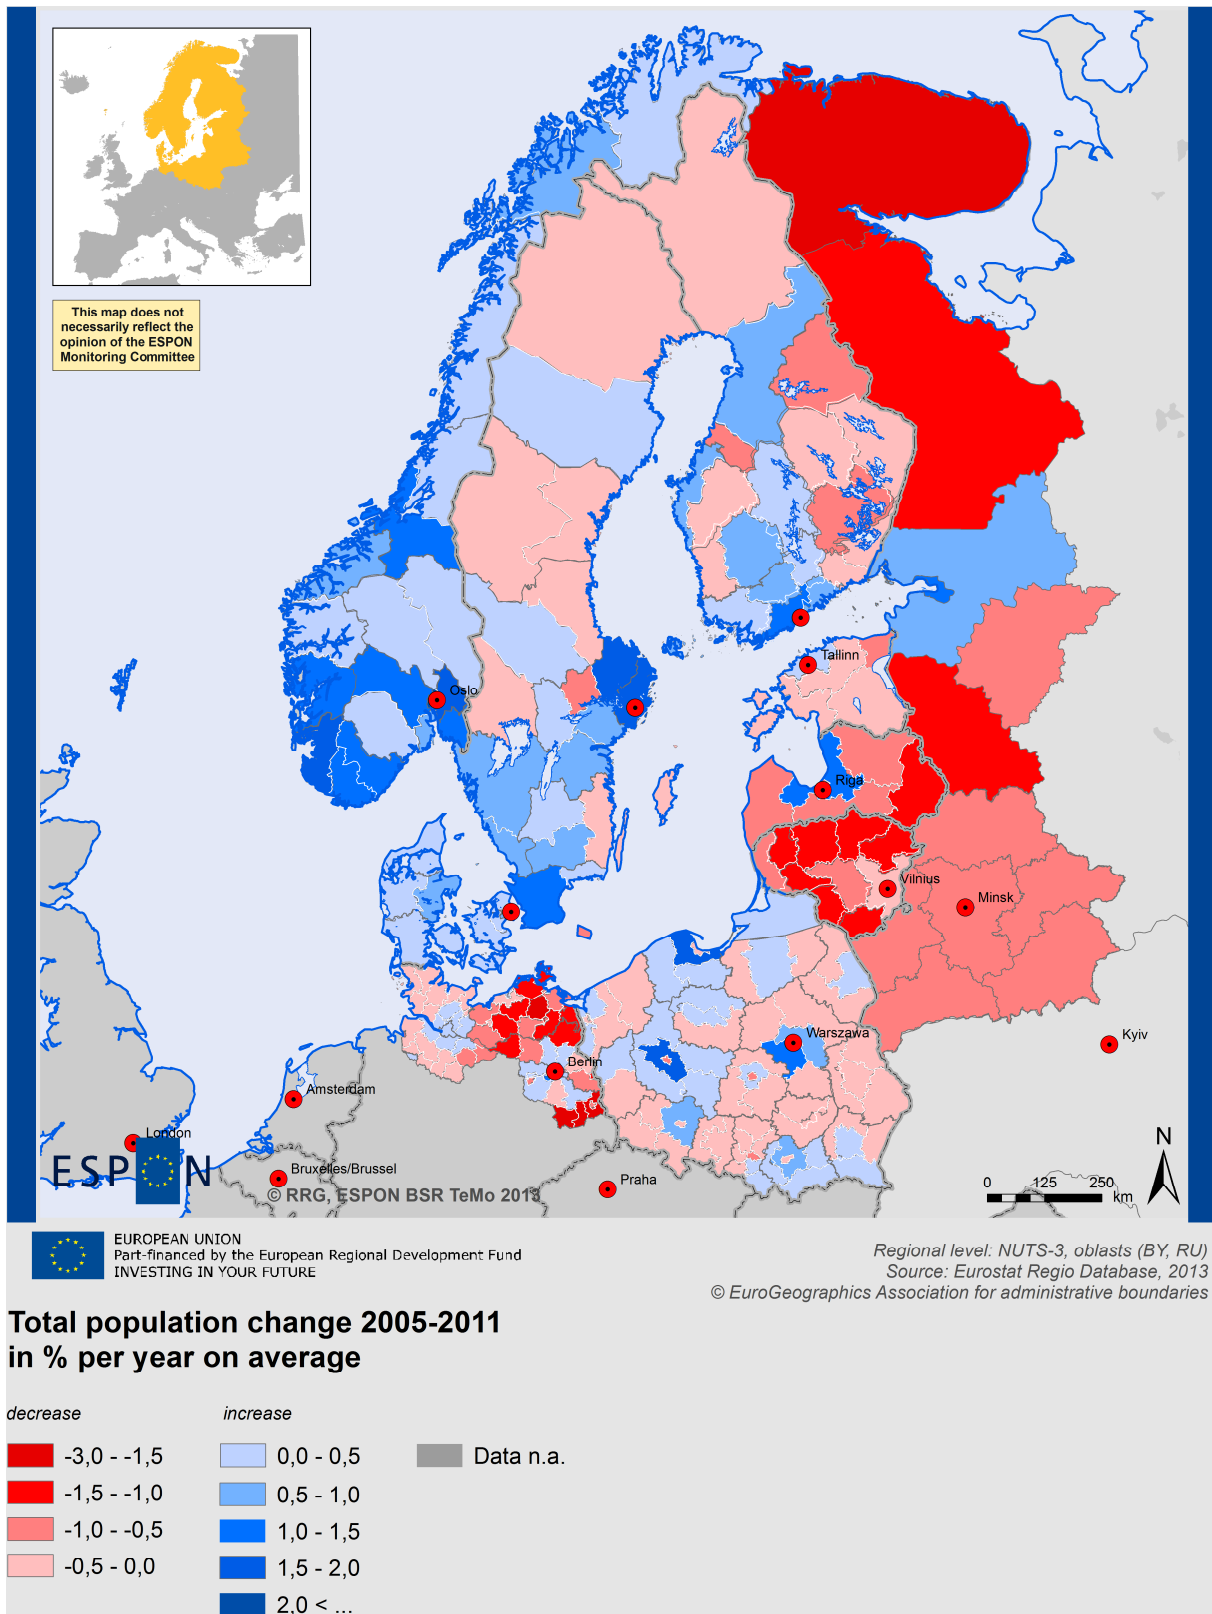 This map does not
necessarily reflect the
opinion of the ESPON
Monitoring Committee
Oslo
Tallinn
Riga
Vilnius
Minsk
Warszawa
Kyiv
Berlin
Amsterdam
London
Bruxelles/Brussel
Praha
ESPON
© RRG, ESPON BSR TeMo 2013
N
0 125 250
km
EUROPEAN UNION
Part-financed by the European Regional Development Fund
INVESTING IN YOUR FUTURE
Regional level: NUTS-3, oblasts (BY, RU)
Source: Eurostat Regio Database, 2013
© EuroGeographics Association for administrative boundaries
Total population change 2005-2011
in % per year on average
decrease
increase
-3,0 - -1,5
-1,5 - -1,0
-1,0 - -0,5
-0,5 - 0,0
0,0 - 0,5
0,5 - 1,0
1,0 - 1,5
1,5 - 2,0
2,0 < ...
Data n.a.